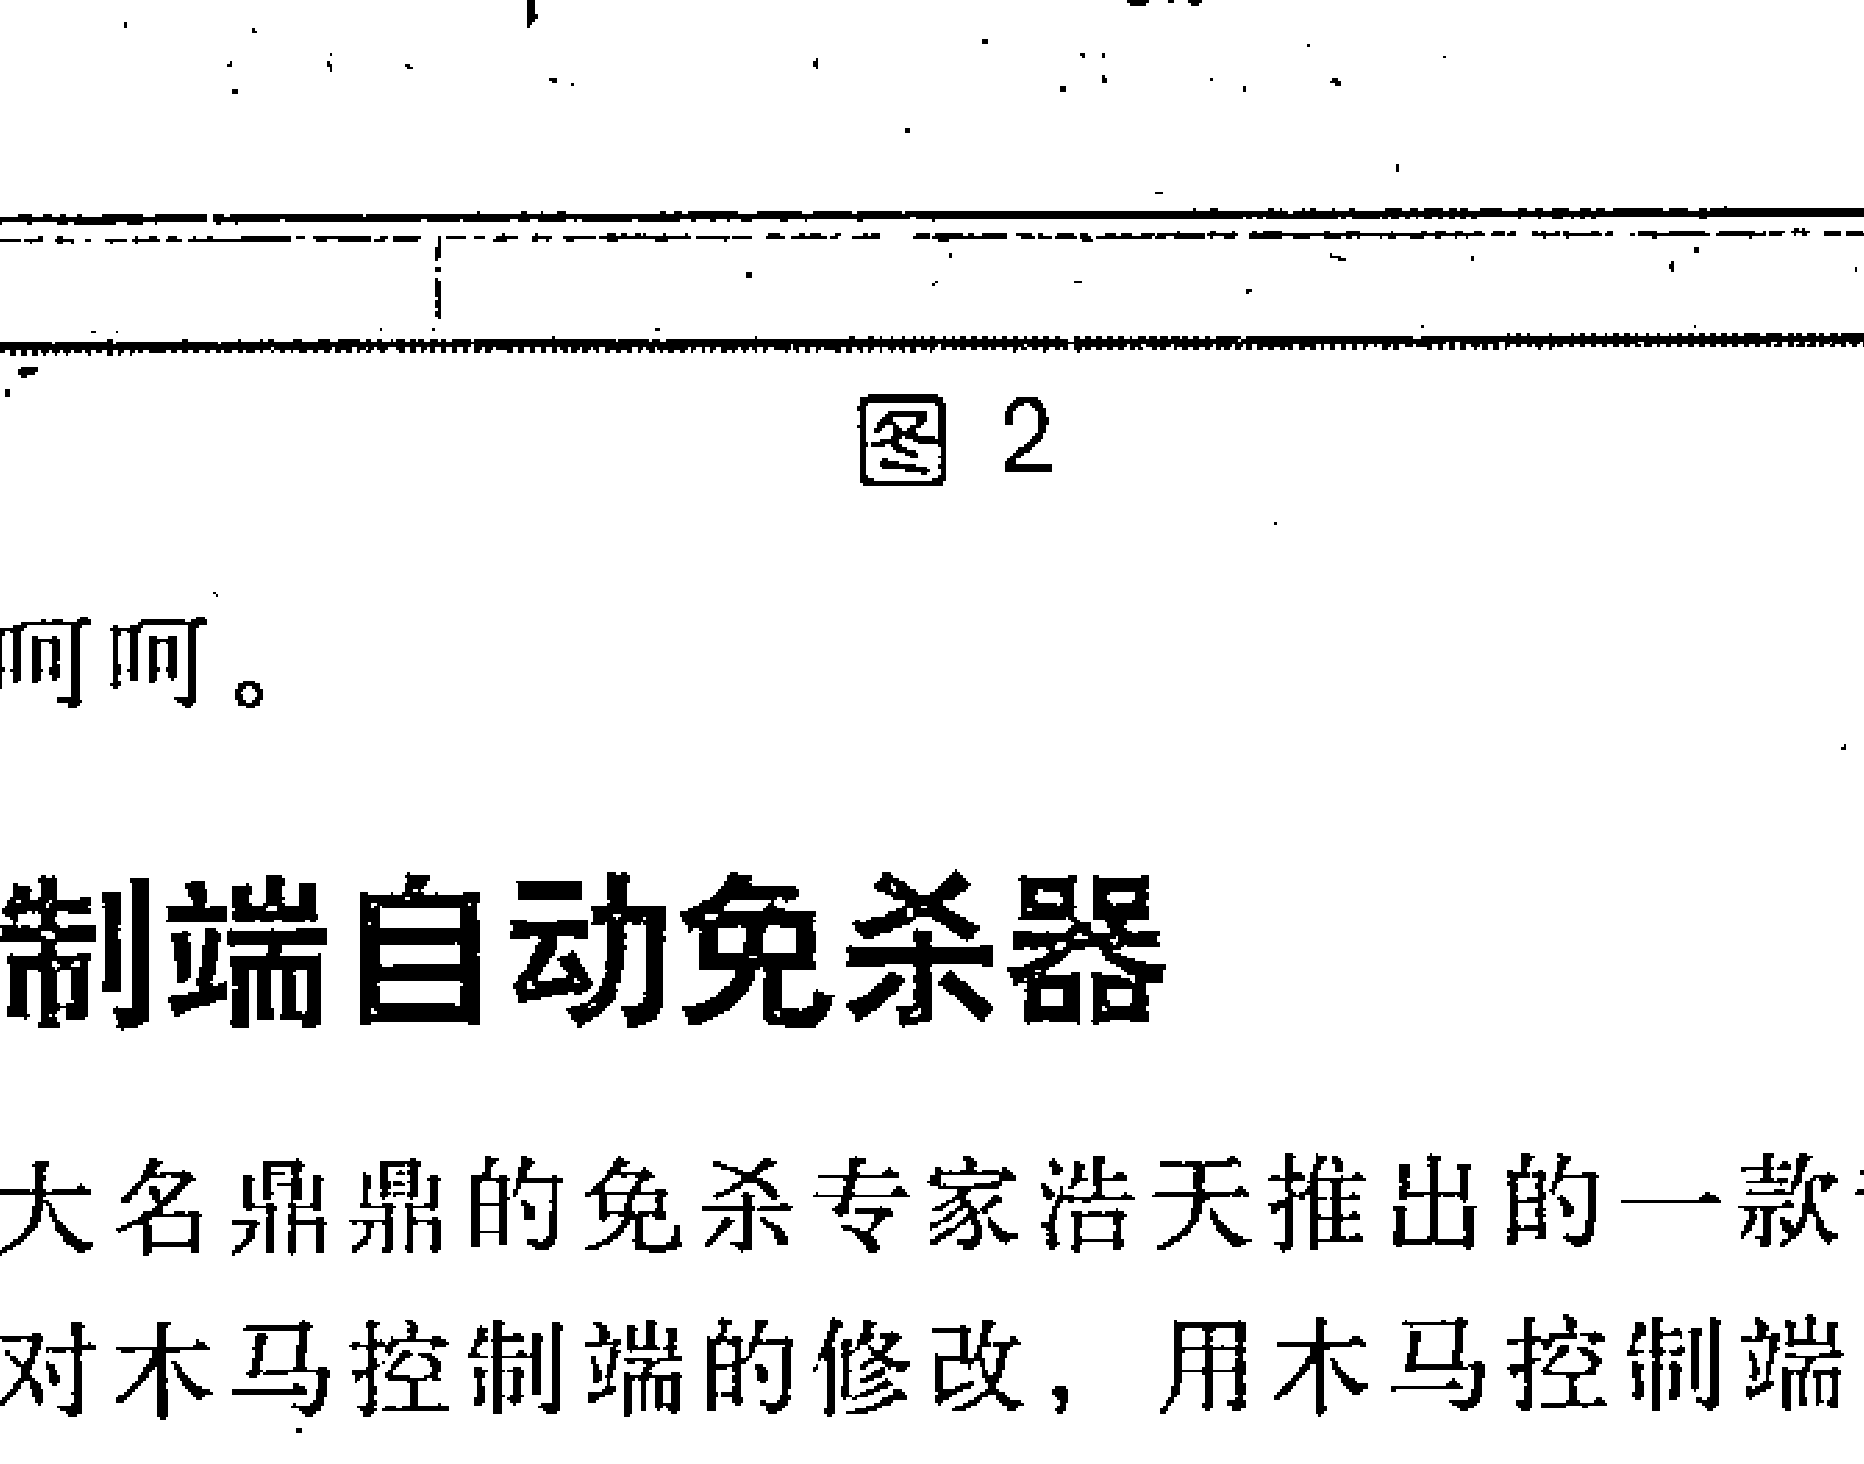 图 2
呵呵。
制端自动免杀器
大名鼎鼎的免杀专家浩天推出的一款
对木马控制端的修改，用木马控制端